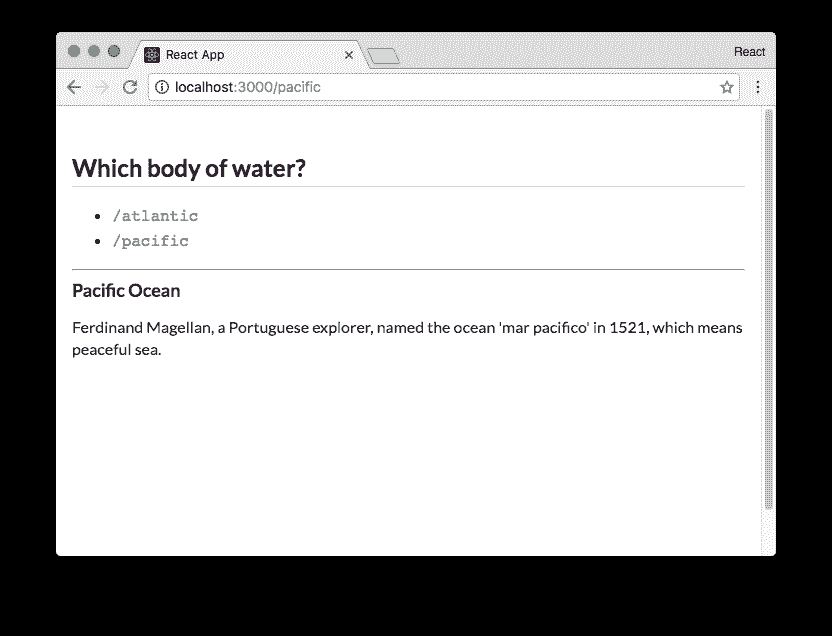 React App
React
localhost:3000/pacific
Which body of water?
/atlantic
/pacific
Pacific Ocean
Ferdinand Magellan, a Portuguese explorer, named the ocean 'mar pacifico' in 1521, which means
peaceful sea.